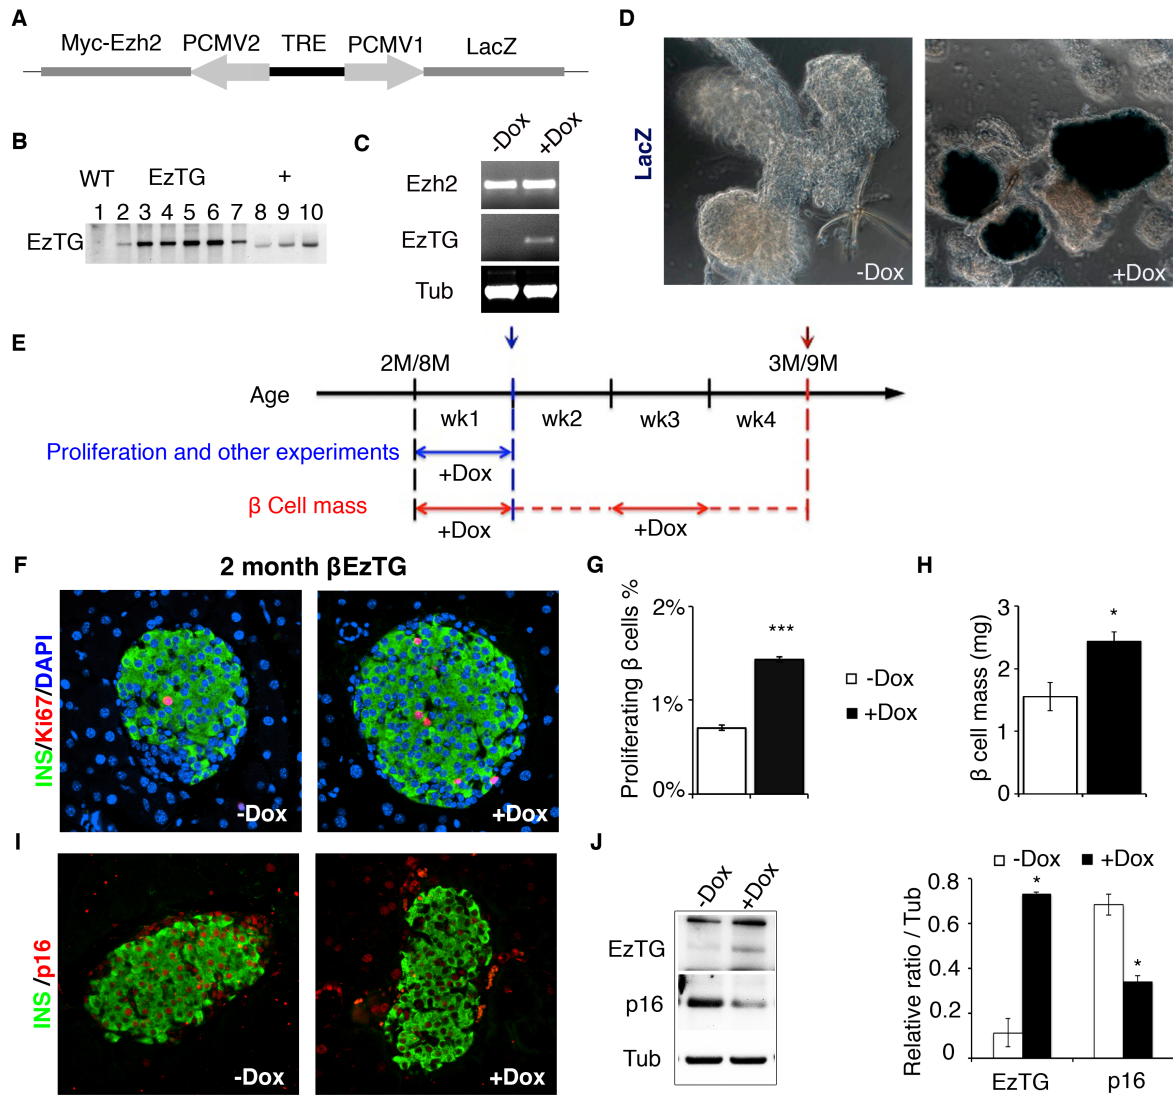 A
Myc-Ezh2 PCMV2 TRE PCMV1 LacZ
B
WT EzTG +
1 2 3 4 5 6 7 8 9 10
EzTG
C
-Dox +Dox
Ezh2
EzTG
Tub
D
LacZ
-Dox
+Dox
E
2M/8M 3M/9M
Age
wk1 wk2 wk3 wk4
Proliferation and other experiments
+Dox
β Cell mass
+Dox +Dox
F
2 month βEzTG
INS/Ki67/DAPI
-Dox
+Dox
G
Proliferating β cells %
2%
1%
0%
***
-Dox
+Dox
H
β cell mass (mg)
3
2
1
0
*
I
INS /p16
-Dox
+Dox
J
-Dox +Dox
EzTG
p16
Tub
-Dox +Dox
Relative ratio / Tub
0.8
0.6
0.4
0.2
0
*
*
EzTG p16